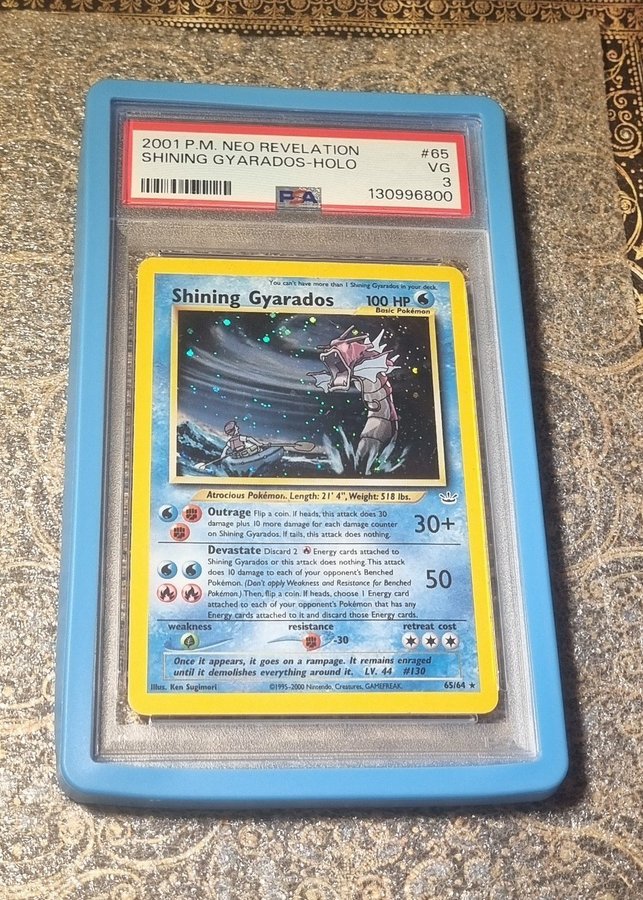 2001 P.M. NEO REVELATION #65
SHINING GYARADOS-HOLO VG
3
PSA 130996800
You can't have more than 1 Shining Gyarados in your deck.
Shining Gyarados 100 HP
Basic Pokémon
Atrocious Pokémon. Length: 21' 4", Weight: 518 lbs.
Outrage Flip a coin. If heads, this attack does 30
damage plus 10 more damage for each damage counter
on Shining Gyarados. If tails, this attack does nothing.
30+
Devastate Discard 2 Energy cards attached to
Shining Gyarados or this attack does nothing. This attack
does 10 damage to each of your opponent's Benched
Pokémon. (Don't apply Weakness and Resistance for Benched
Pokémon.) Then, flip a coin. If heads, choose 1 Energy card
attached to each of your opponent's Pokémon that has any
Energy cards attached to it and discard those Energy cards.
50
weakness resistance retreat cost
-30
Once it appears, it goes on a rampage. It remains enraged
until it demolishes everything around it. LV. 44 #130
Illus. Ken Sugimori ©1995-2000 Nintendo, Creatures, GAMEFREAK. 65/64 ★